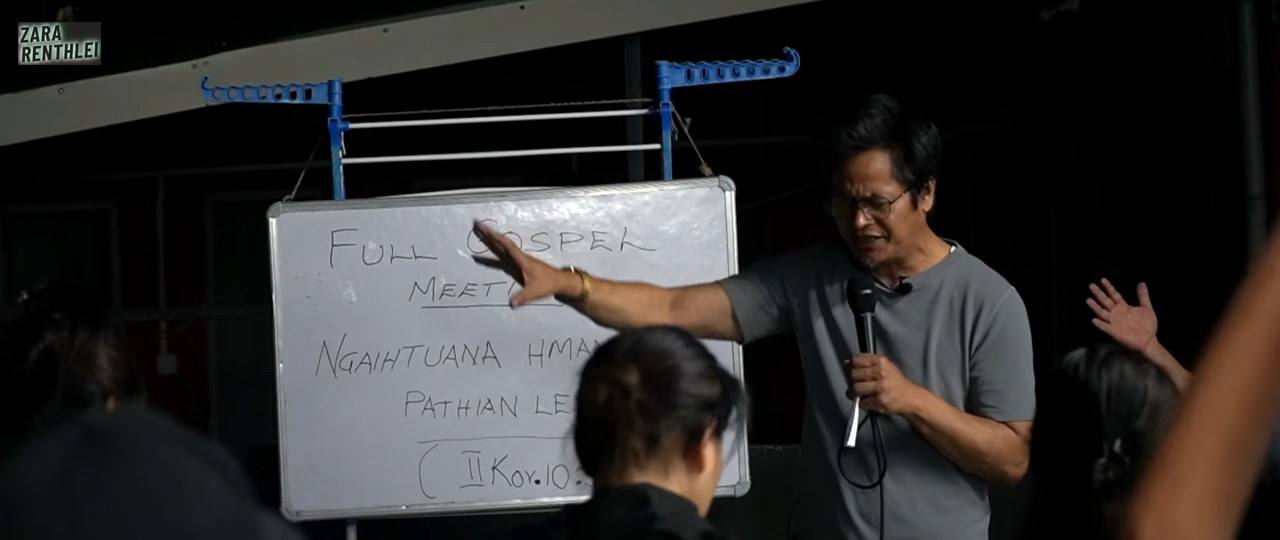 ZARA
RENTHLEI
FULL GOSPEL
NGAIHTUANA
PATHIAN
(II Kor.10: